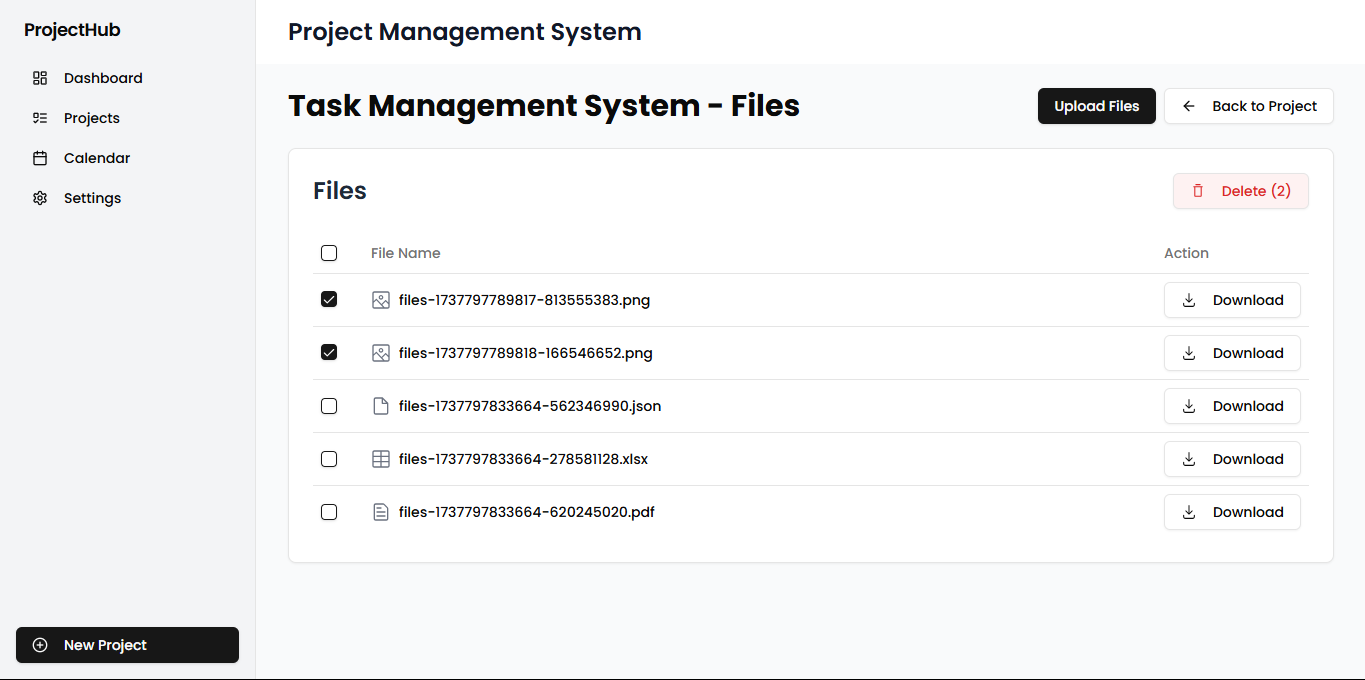 ProjectHub
Dashboard
Projects
Calendar
Settings
New Project
Project Management System
Task Management System - Files
Upload Files
Back to Project
Files
Delete (2)
File Name Action
files-1737797789817-813555383.png Download
files-1737797789818-166546652.png Download
files-1737797833664-562346990.json Download
files-1737797833664-278581128.xlsx Download
files-1737797833664-620245020.pdf Download